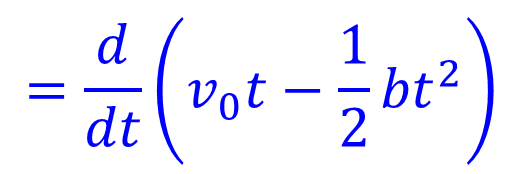 = d/dt (v₀t − 1/2 bt²)